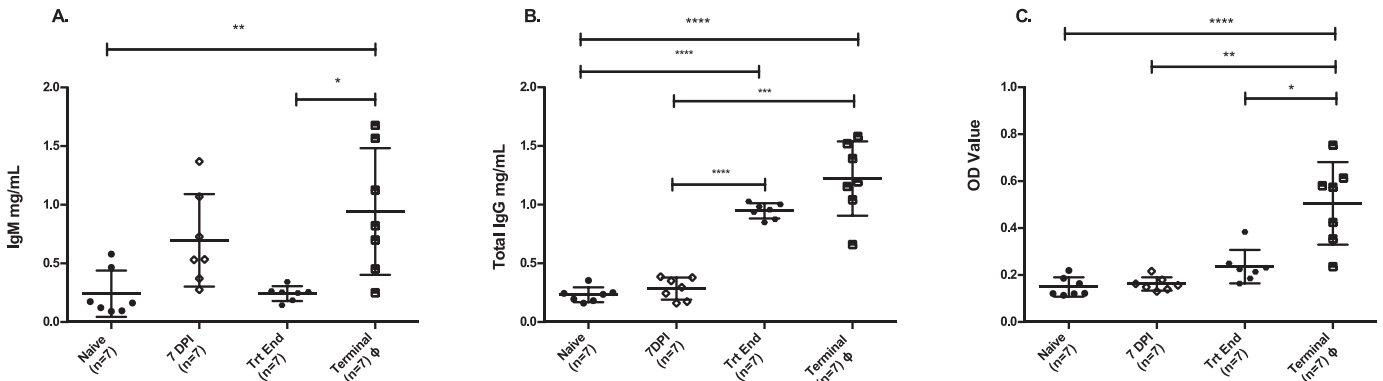 A.
**
*
IgM mg/mL
2.0
1.5
1.0
0.5
0.0
Naive
(n=7)
7 DPI
(n=7)
Trt End
(n=7)
Terminal
(n=7) ϕ
B.
****
****
***
****
Total IgG mg/mL
2.0
1.5
1.0
0.5
0.0
Naive
(n=7)
7DPI
(n=7)
Trt End
(n=7)
Terminal
(n=7) ϕ
C.
****
**
*
OD Value
1.0
0.8
0.6
0.4
0.2
0.0
Naive
(n=7)
7 DPI
(n=7)
Trt End
(n=7)
Terminal
(n=7) ϕ